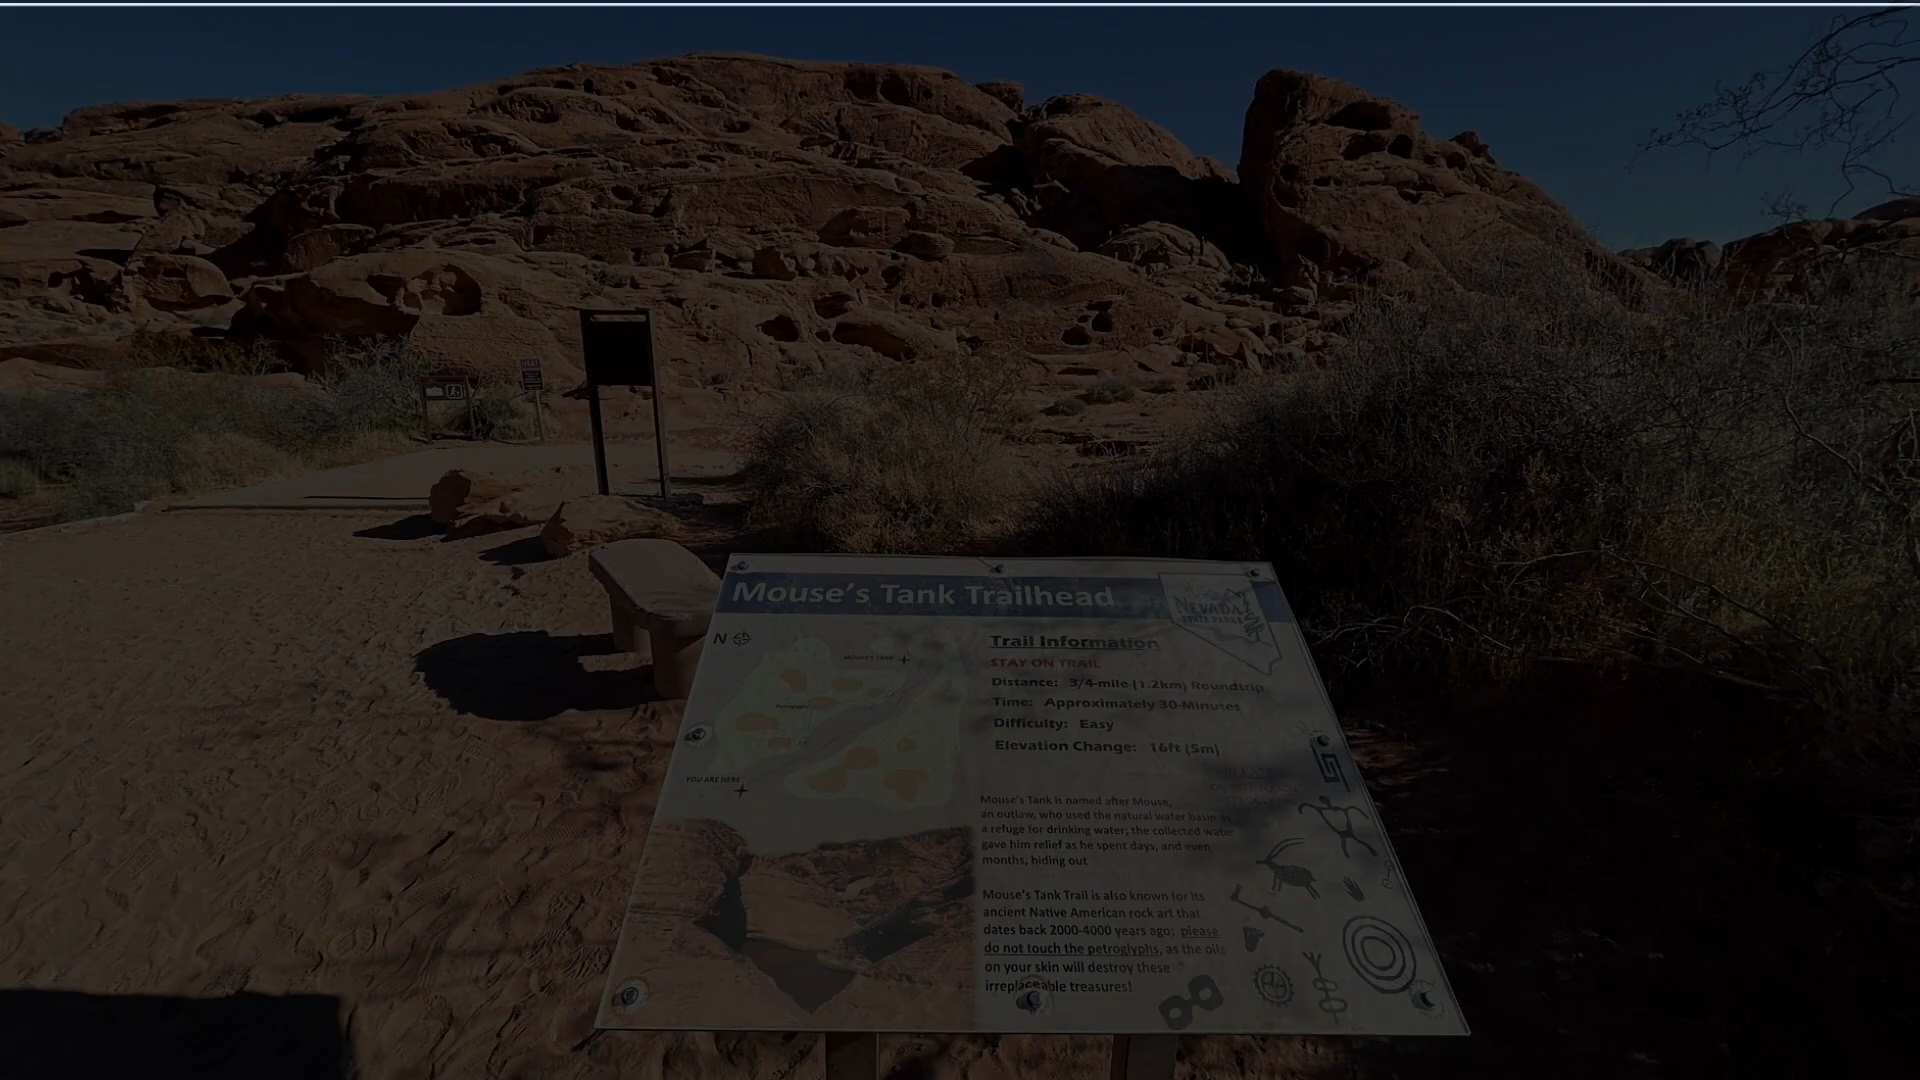 Mouse's Tank Trailhead
NEVADA
STATE PARKS
N
MOUSE'S TANK
Petroglyphs
YOU ARE HERE
Trail Information
STAY ON TRAIL
Distance: 3/4-mile (1.2km) Roundtrip
Time: Approximately 30-Minutes
Difficulty: Easy
Elevation Change: 16ft (5m)
PLEASE
DO NOT TOUCH
Mouse's Tank is named after Mouse,
an outlaw, who used the natural water basin as
a refuge for drinking water; the collected water
gave him relief as he spent days, and even
months, hiding out
Mouse's Tank Trail is also known for its
ancient Native American rock art that
dates back 2000-4000 years ago; please
do not touch the petroglyphs, as the oils
on your skin will destroy these
irreplaceable treasures!